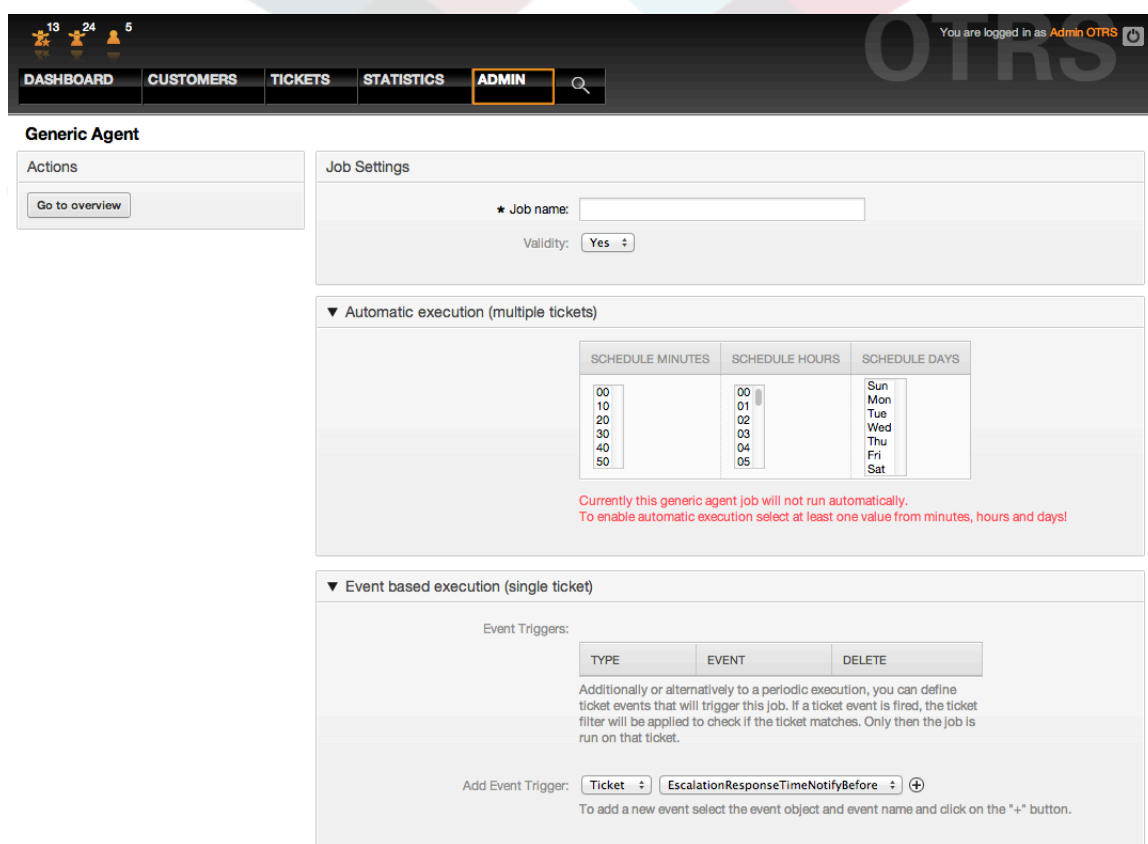 13 24 5
OTRS
You are logged in as Admin OTRS
DASHBOARD CUSTOMERS TICKETS STATISTICS ADMIN
Generic Agent
Actions
Go to overview
Job Settings
★ Job name:
Validity: Yes
▼ Automatic execution (multiple tickets)
SCHEDULE MINUTES SCHEDULE HOURS SCHEDULE DAYS
00 00 Sun
10 01 Mon
20 02 Tue
30 03 Wed
40 04 Thu
50 05 Fri
Sat
Currently this generic agent job will not run automatically.
To enable automatic execution select at least one value from minutes, hours and days!
▼ Event based execution (single ticket)
Event Triggers:
TYPE EVENT DELETE
Additionally or alternatively to a periodic execution, you can define
ticket events that will trigger this job. If a ticket event is fired, the ticket
filter will be applied to check if the ticket matches. Only then the job is
run on that ticket.
Add Event Trigger: Ticket EscalationResponseTimeNotifyBefore
To add a new event select the event object and event name and click on the "+" button.